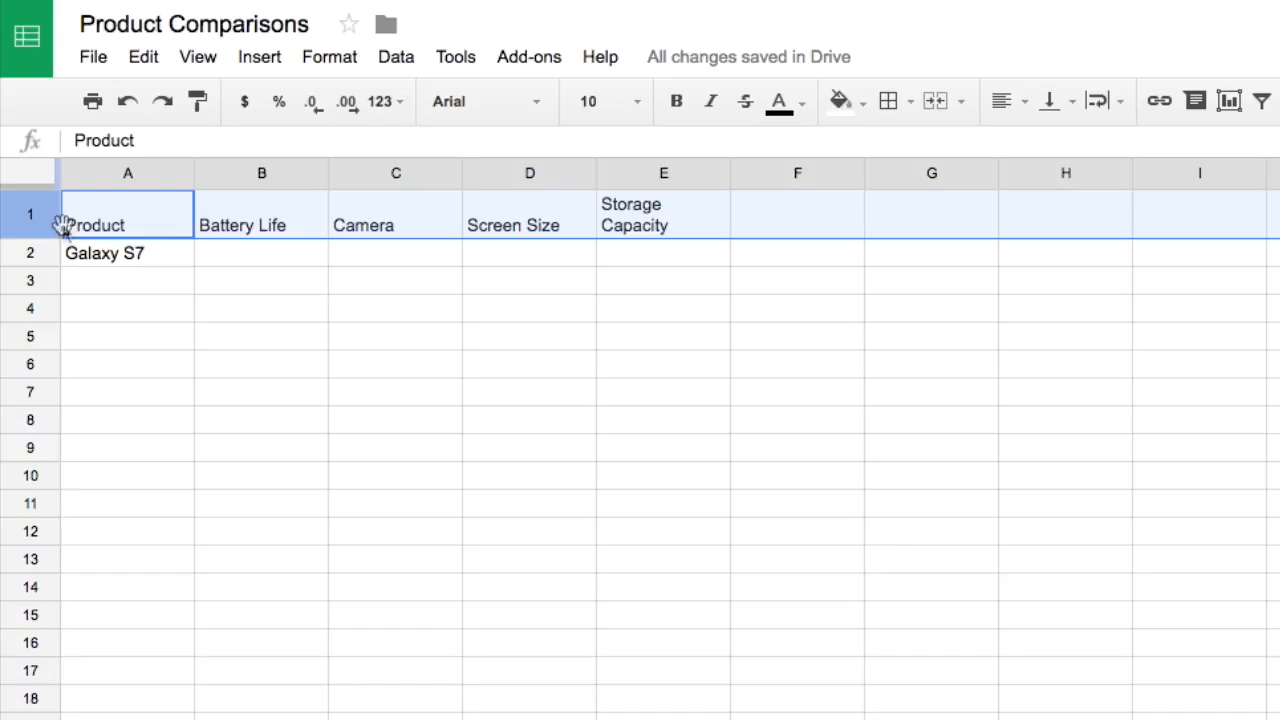 Product Comparisons
File Edit View Insert Format Data Tools Add-ons Help All changes saved in Drive
$ % .0 .00 123 Arial 10 B I S A
fx Product
A B C D E F G H I
1 Product Battery Life Camera Screen Size Storage
Capacity
2 Galaxy S7
3
4
5
6
7
8
9
10
11
12
13
14
15
16
17
18